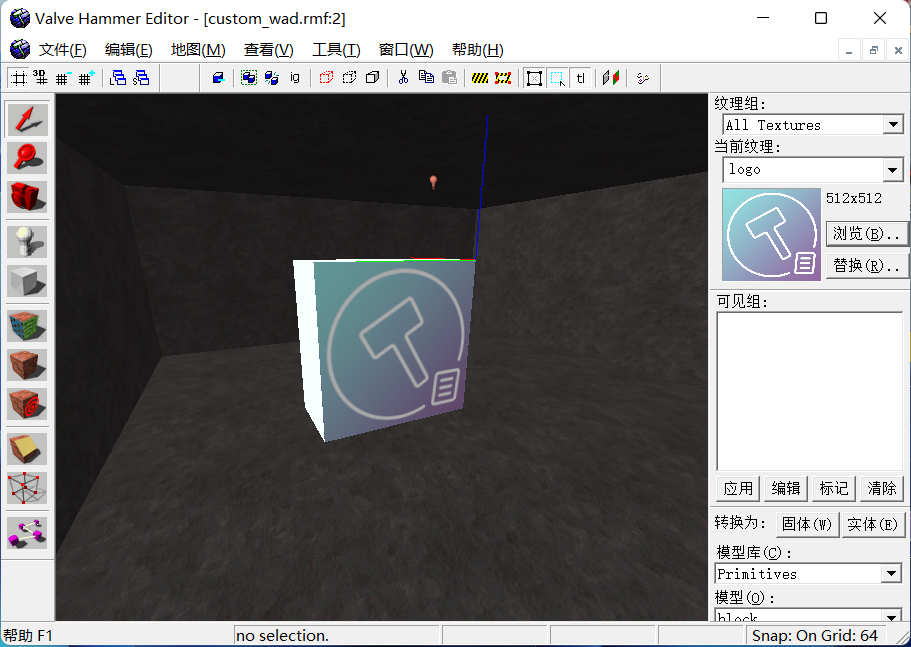 Valve Hammer Editor - [custom_wad.rmf:2]
文件(F) 编辑(E) 地图(M) 查看(V) 工具(T) 窗口(W) 帮助(H)
3D ig tl
纹理组:
All Textures
当前纹理:
logo
512x512
浏览(B)..
替换(R)..
可见组:
应用 编辑 标记 清除
转换为: 固体(W) 实体(E)
模型库(C):
Primitives
模型(O):
block
帮助 F1 no selection. Snap: On Grid: 64